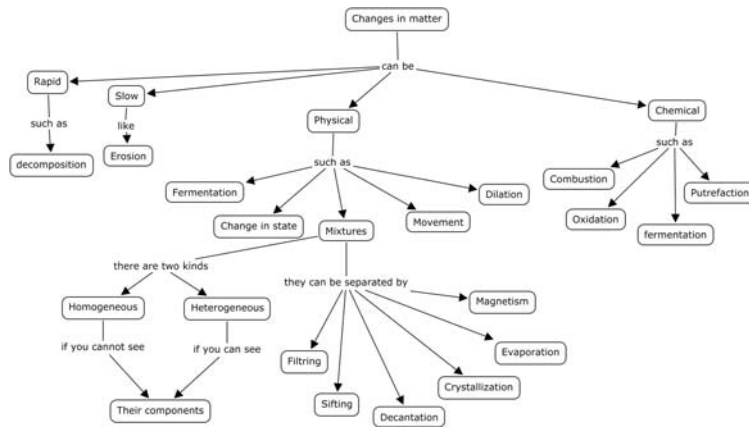 Changes in matter
can be
Rapid
Slow
Physical
Chemical
such as
like
such as
such as
decomposition
Erosion
Fermentation
Change in state
Mixtures
Movement
Dilation
Combustion
Oxidation
fermentation
Putrefaction
there are two kinds
they can be separated by
Homogeneous
Heterogeneous
if you cannot see
if you can see
Their components
Filtring
Sifting
Decantation
Crystallization
Evaporation
Magnetism